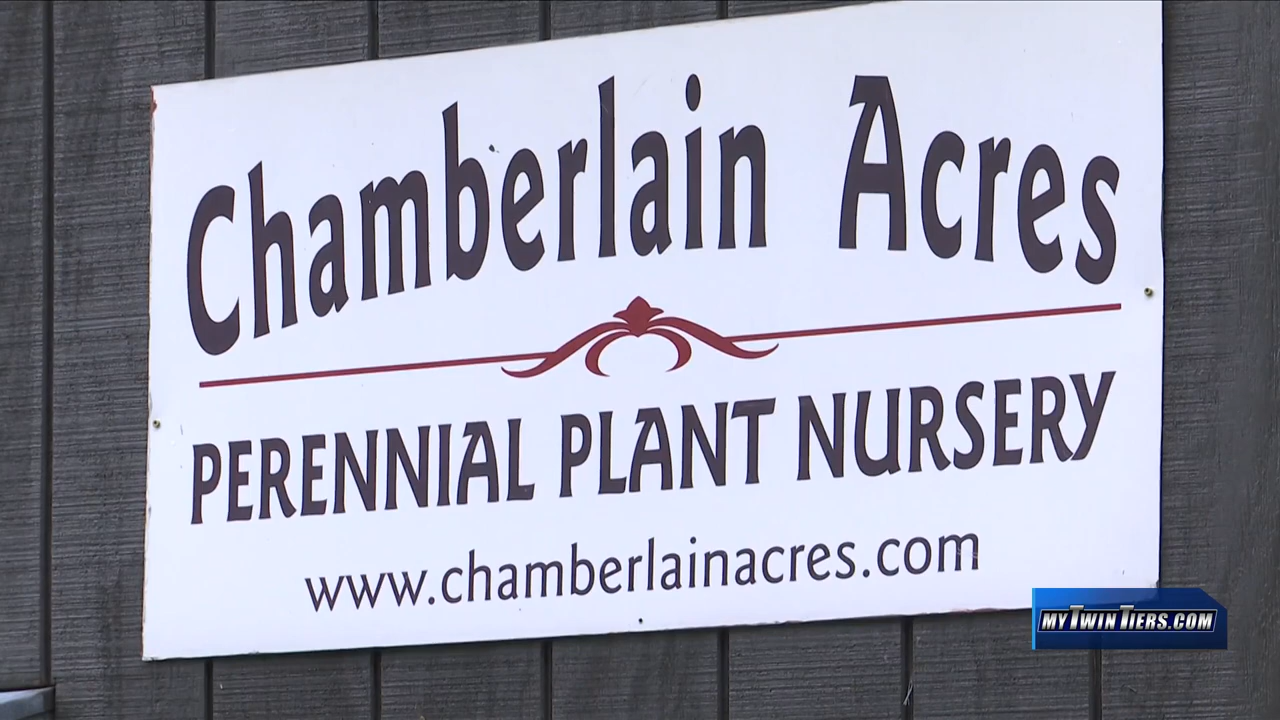 Chamberlain Acres
PERENNIAL PLANT NURSERY
www.chamberlainacres.com
MYTWINTIERS.COM